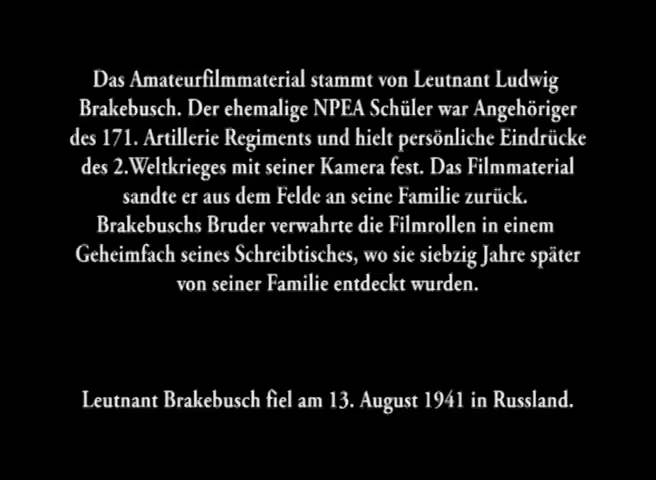 Das Amateurfilmmaterial stammt von Leutnant Ludwig
Brakebusch. Der ehemalige NPEA Schüler war Angehöriger
des 171. Artillerie Regiments und hielt persönliche Eindrücke
des 2.Weltkrieges mit seiner Kamera fest. Das Filmmaterial
sandte er aus dem Felde an seine Familie zurück.
Brakebuschs Bruder verwahrte die Filmrollen in einem
Geheimfach seines Schreibtisches, wo sie siebzig Jahre später
von seiner Familie entdeckt wurden.
Leutnant Brakebusch fiel am 13. August 1941 in Russland.